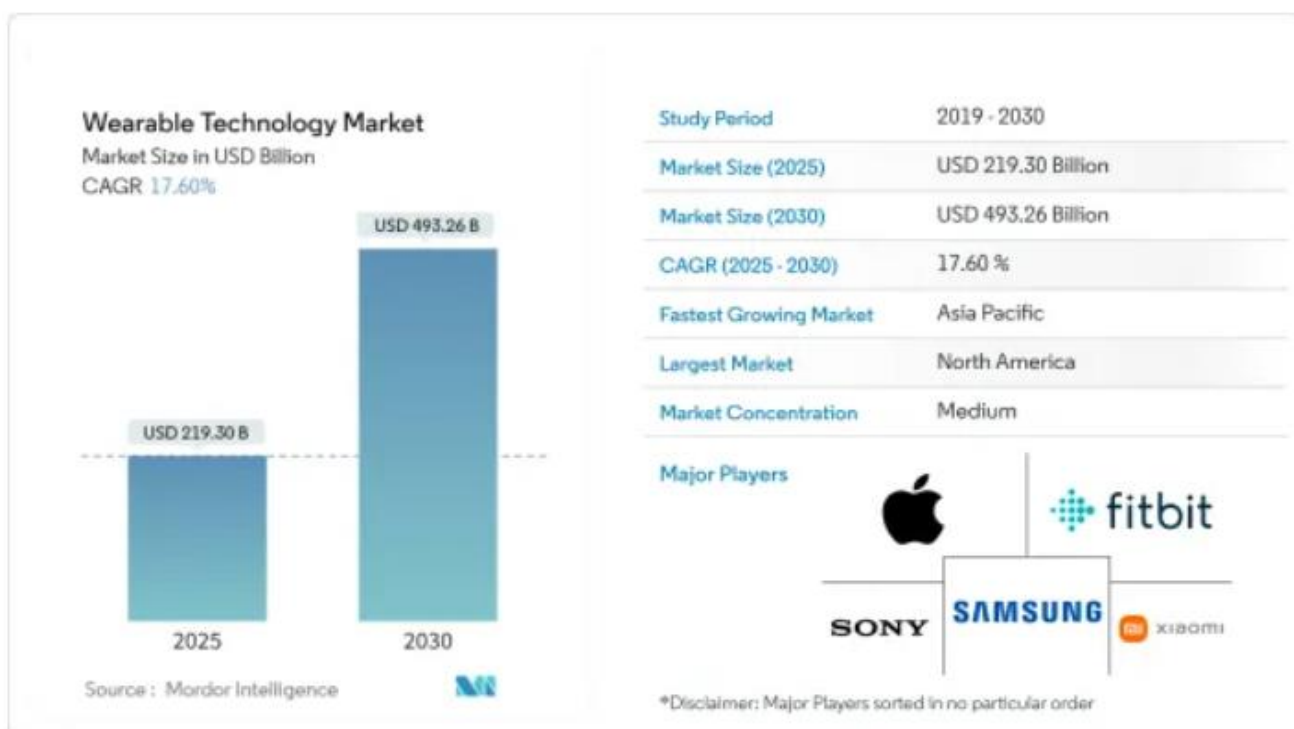 Wearable Technology Market
Market Size in USD Billion
CAGR 17.60%
USD 493.26 B
USD 219.30 B
2025 2030
Source : Mordor Intelligence
Study Period 2019 - 2030
Market Size (2025) USD 219.30 Billion
Market Size (2030) USD 493.26 Billion
CAGR (2025 - 2030) 17.60 %
Fastest Growing Market Asia Pacific
Largest Market North America
Market Concentration Medium
Major Players
fitbit
SONY
SAMSUNG
mi xiaomi
*Disclaimer: Major Players sorted in no particular order